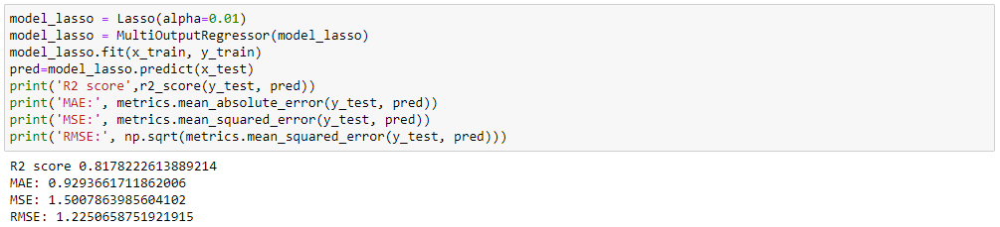 model_lasso = Lasso(alpha=0.01)
model_lasso = MultiOutputRegressor(model_lasso)
model_lasso.fit(x_train, y_train)
pred=model_lasso.predict(x_test)
print('R2 score',r2_score(y_test, pred))
print('MAE:', metrics.mean_absolute_error(y_test, pred))
print('MSE:', metrics.mean_squared_error(y_test, pred))
print('RMSE:', np.sqrt(metrics.mean_squared_error(y_test, pred)))
R2 score 0.8178222613889214
MAE: 0.9293661711862006
MSE: 1.5007863985604102
RMSE: 1.2250658751921915